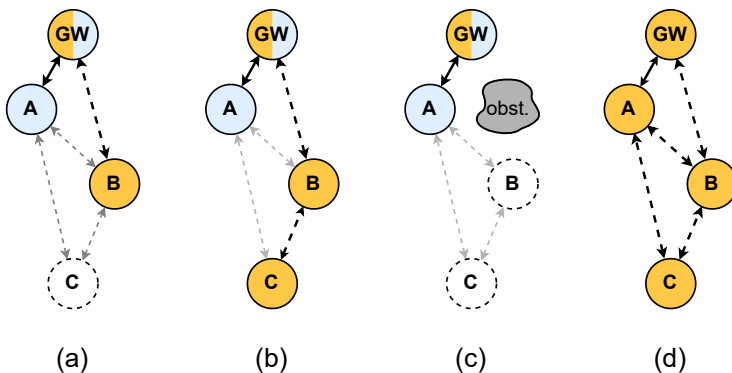 GW GW GW GW
A A A obst. A
B B B B
C C C C
(a) (b) (c) (d)